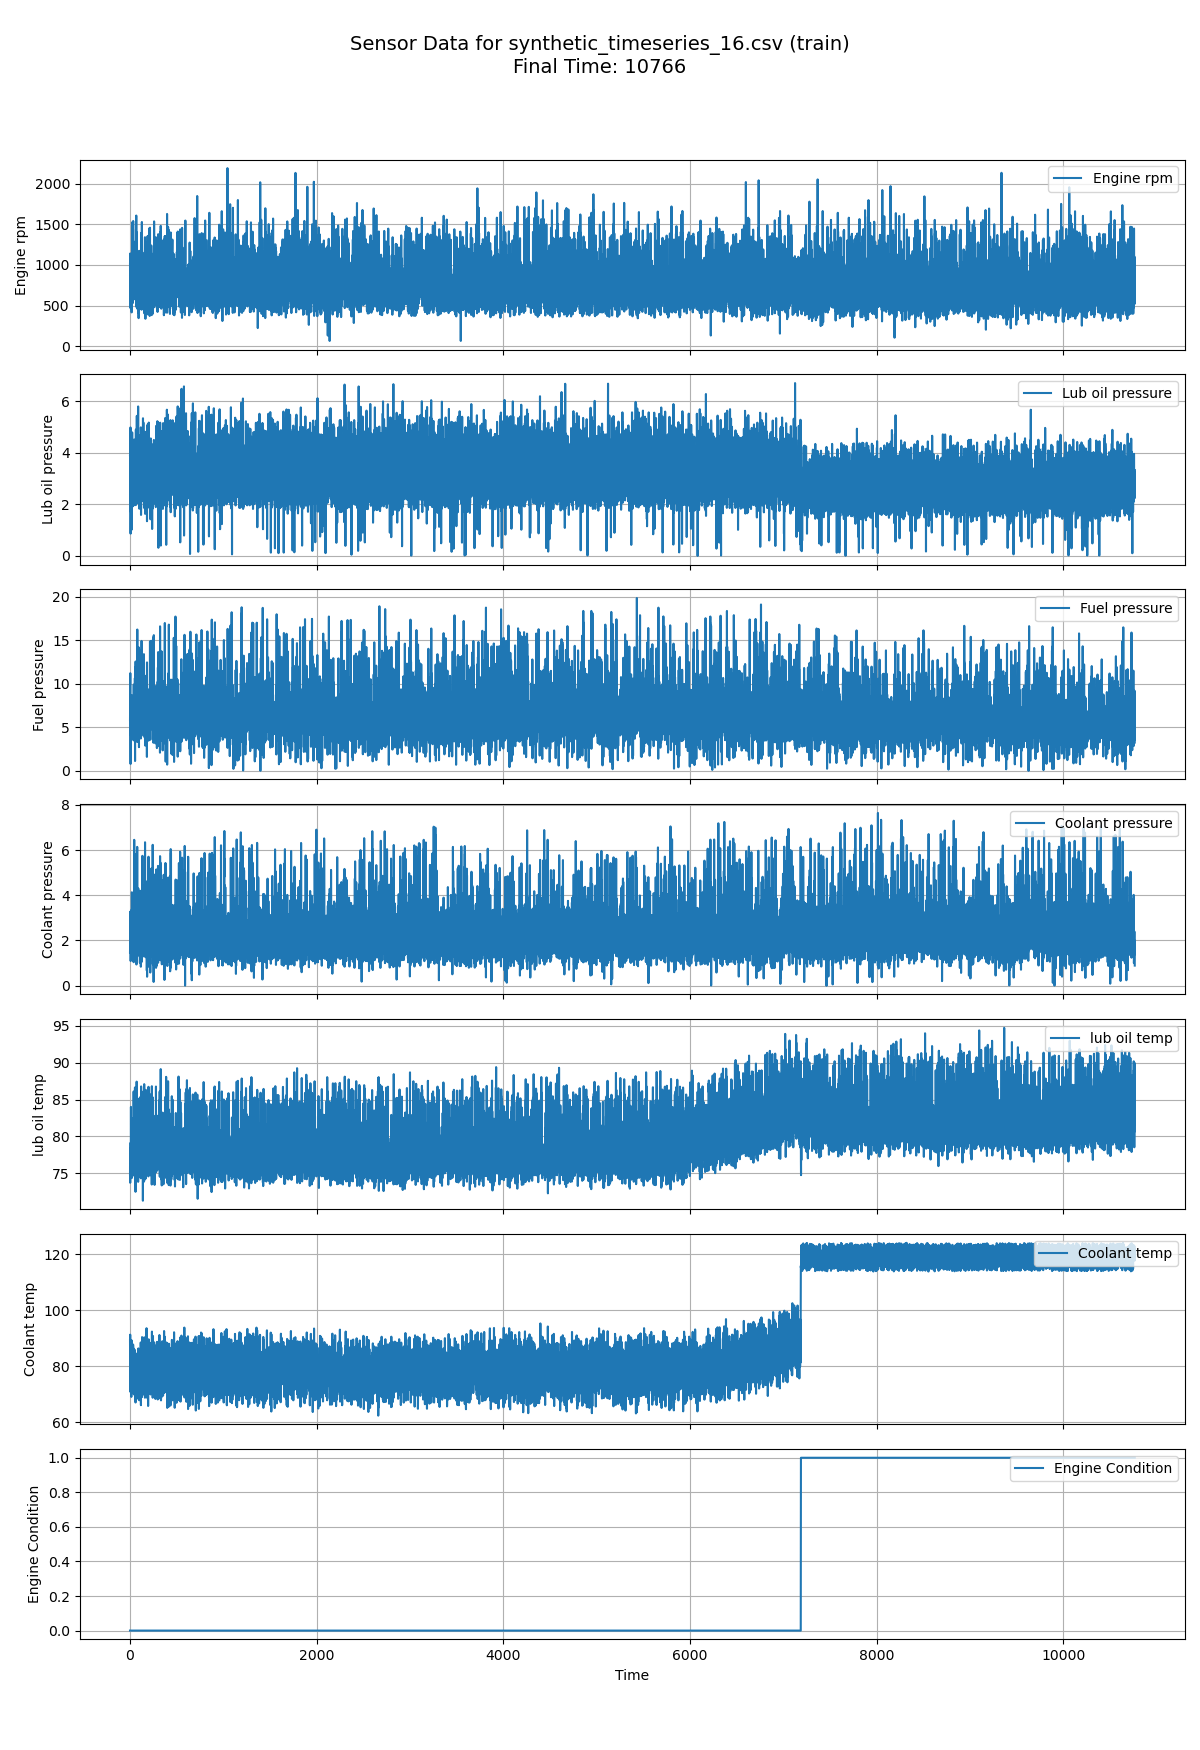 Sensor Data for synthetic_timeseries_16.csv (train)
Final Time: 10766
Engine rpm
2000
1500
1000
500
0
Engine rpm
Lub oil pressure
6
4
2
0
Lub oil pressure
Fuel pressure
20
15
10
5
0
Fuel pressure
Coolant pressure
8
6
4
2
0
Coolant pressure
lub oil temp
95
90
85
80
75
lub oil temp
Coolant temp
120
100
80
60
Coolant temp
Engine Condition
1.0
0.8
0.6
0.4
0.2
0.0
Engine Condition
0 2000 4000 6000 8000 10000
Time